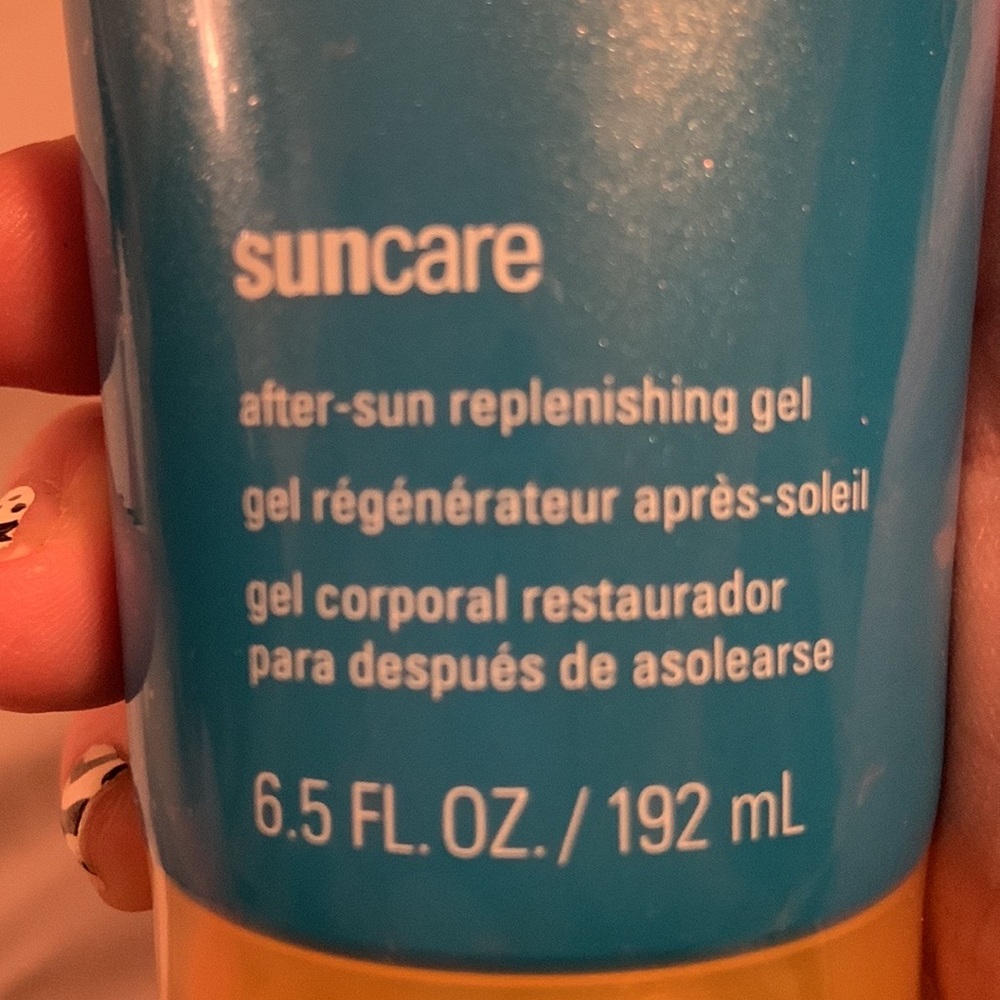 suncare
after-sun replenishing gel
gel régénérateur après-soleil
gel corporal restaurador
para después de asolearse
6.5 FL. OZ. / 192 mL